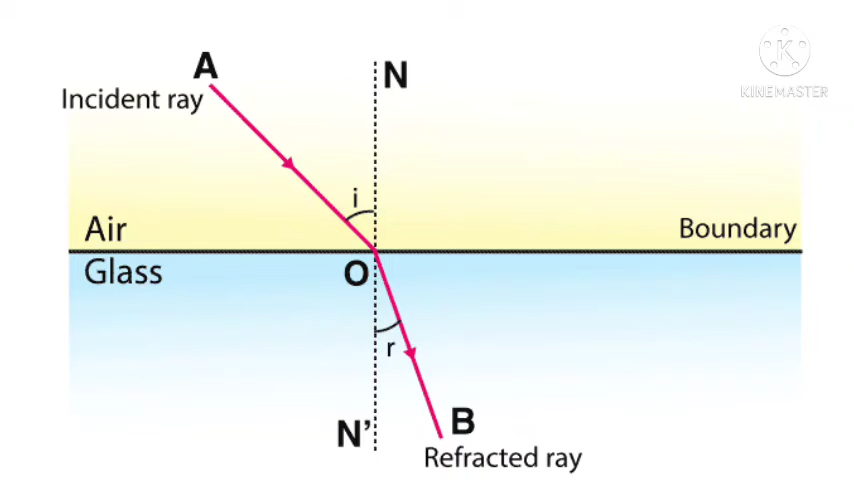 A
N
KINEMASTER
Incident ray
i
Air
Boundary
Glass
O
r
N’
B
Refracted ray